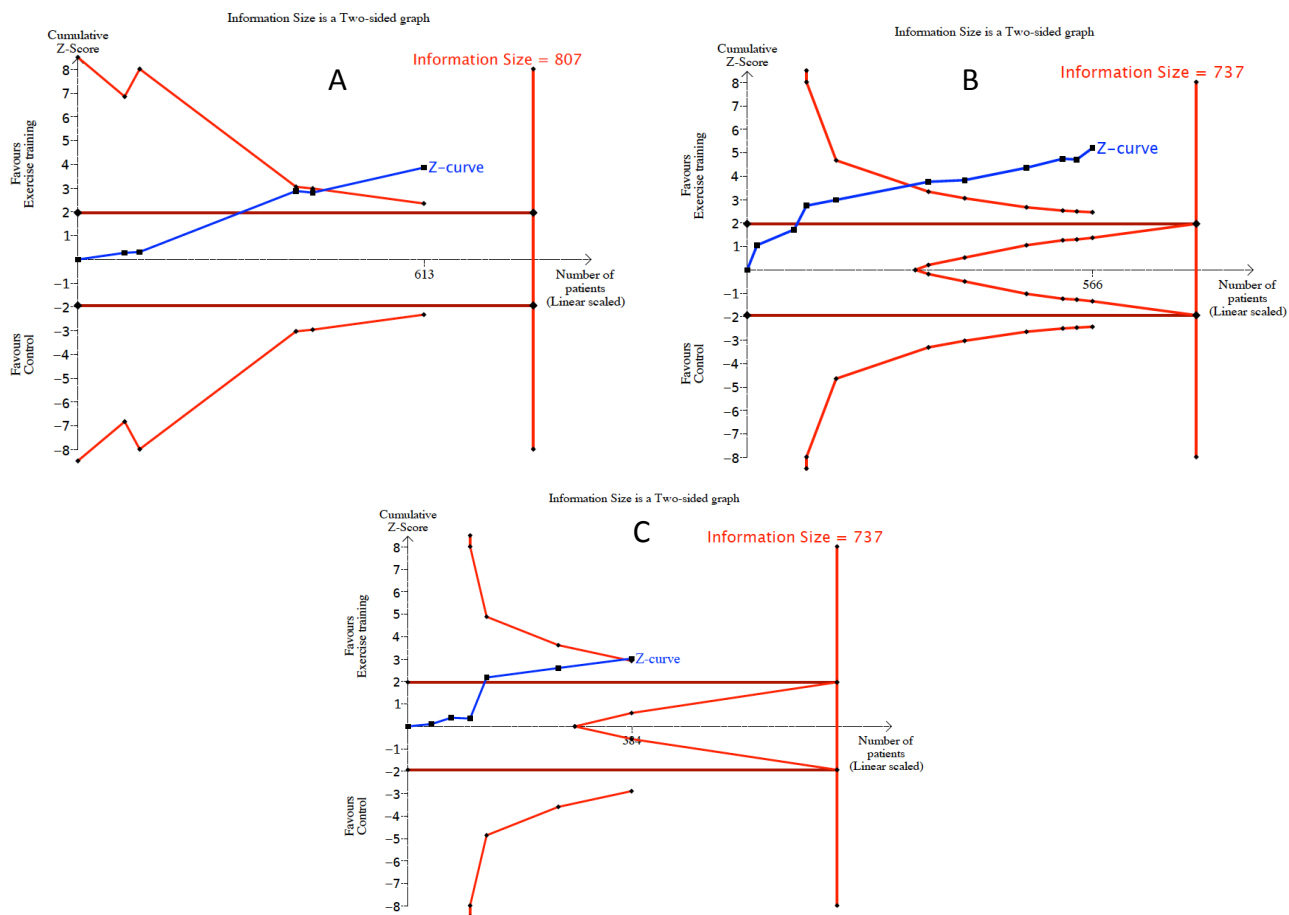 Information Size is a Two-sided graph
Cumulative
Z-Score
Information Size = 807
A
8
7
6
5
4
3
2
1
-1
-2
-3
-4
-5
-6
-7
-8
Favours
Exercise training
Favours
Control
Z-curve
613
Number of
patients
(Linear scaled)
Information Size is a Two-sided graph
Cumulative
Z-Score
Information Size = 737
B
8
7
6
5
4
3
2
1
-1
-2
-3
-4
-5
-6
-7
-8
Favours
Exercise training
Favours
Control
Z-curve
566
Number of
patients
(Linear scaled)
Information Size is a Two-sided graph
Cumulative
Z-Score
Information Size = 737
C
8
7
6
5
4
3
2
1
-1
-2
-3
-4
-5
-6
-7
-8
Favours
Exercise training
Favours
Control
Z-curve
384
Number of
patients
(Linear scaled)